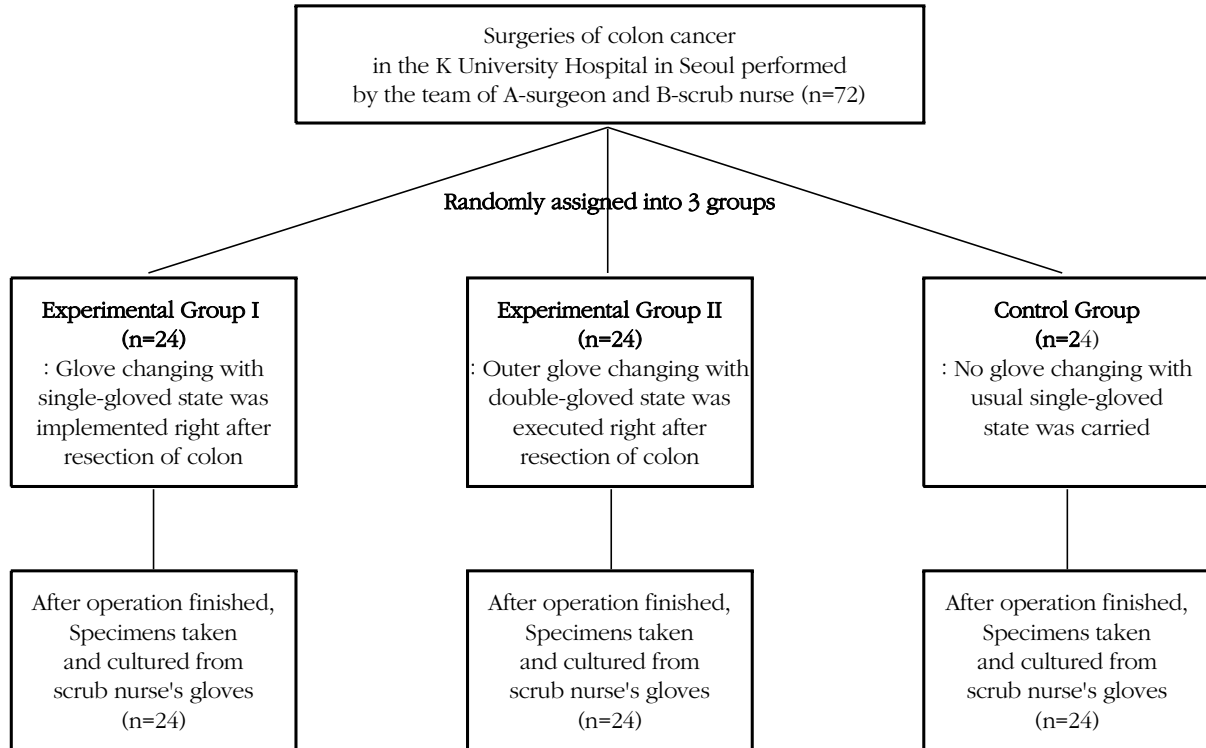 Surgeries of colon cancer
in the K University Hospital in Seoul performed
by the team of A-surgeon and B-scrub nurse (n=72)
Randomly assigned into 3 groups
Experimental Group I
(n=24)
: Glove changing with
single-gloved state was
implemented right after
resection of colon
Experimental Group II
(n=24)
: Outer glove changing with
double-gloved state was
executed right after
resection of colon
Control Group
(n=24)
: No glove changing with
usual single-gloved
state was carried
After operation finished,
Specimens taken
and cultured from
scrub nurse's gloves
(n=24)
After operation finished,
Specimens taken
and cultured from
scrub nurse's gloves
(n=24)
After operation finished,
Specimens taken
and cultured from
scrub nurse's gloves
(n=24)